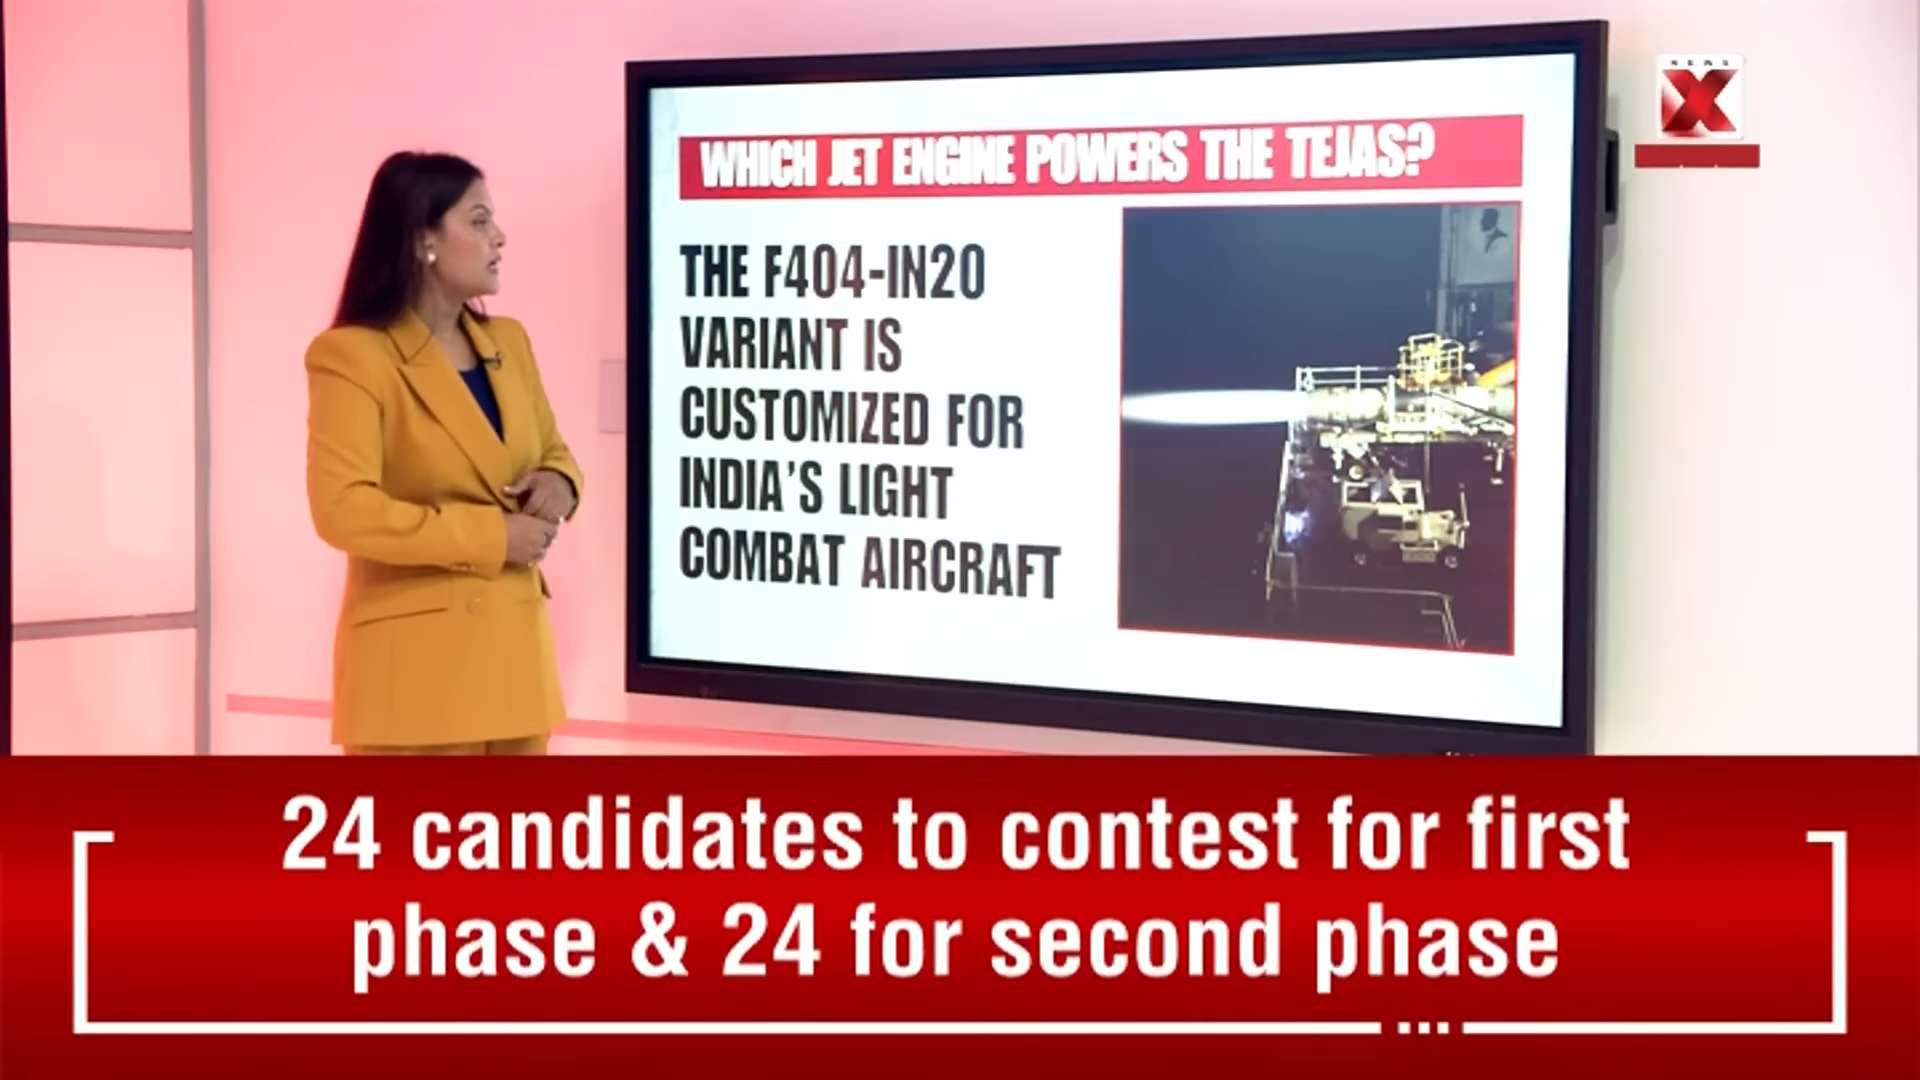 NEWS
X
WHICH JET ENGINE POWERS THE TEJAS?
THE F404-IN20
VARIANT IS
CUSTOMIZED FOR
INDIA'S LIGHT
COMBAT AIRCRAFT
24 candidates to contest for first
phase & 24 for second phase